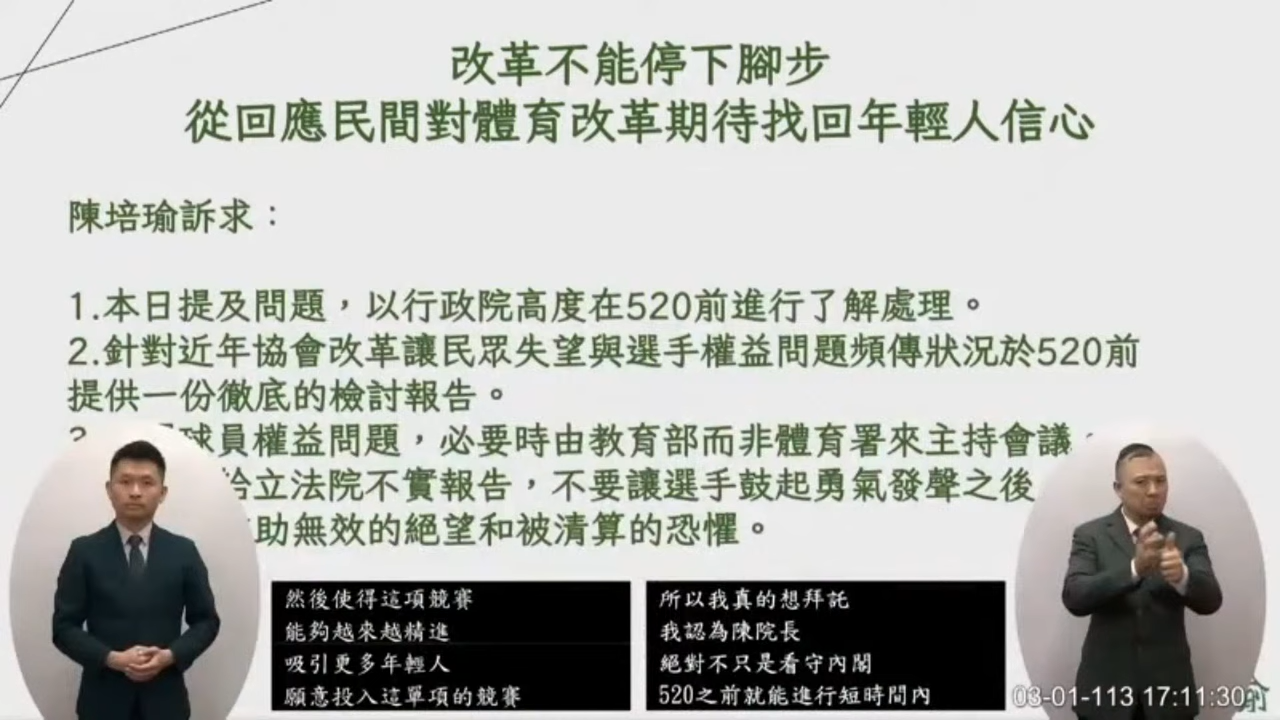 改革不能停下腳步
從回應民間對體育改革期待找回年輕人信心
陳培瑜訴求：
1.本日提及問題，以行政院高度在520前進行了解處理。
2.針對近年協會改革讓民眾失望與選手權益問題頻傳狀況於520前
提供一份徹底的檢討報告。
球員權益問題，必要時由教育部而非體育署來主持會議
給立法院不實報告，不要讓選手鼓起勇氣發聲之後
助無效的絕望和被清算的恐懼。
然後使得這項競賽
能夠越來越精進
吸引更多年輕人
願意投入這單項的競賽
所以我真的想拜託
我認為陳院長
絕對不只是看守內閣
520之前就能進行短時間內
03-01-113 17:11:30